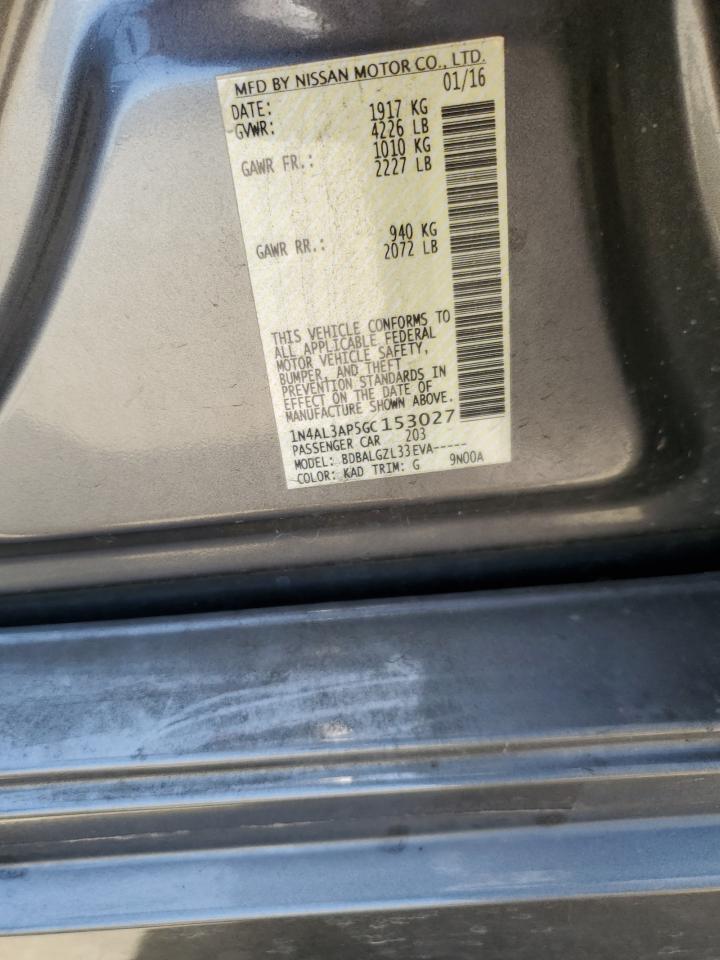 MFD BY NISSAN MOTOR CO., LTD.
DATE: 01/16
GVWR: 1917 KG
4226 LB
GAWR FR.: 1010 KG
2227 LB
GAWR RR.: 940 KG
2072 LB
THIS VEHICLE CONFORMS TO
ALL APPLICABLE FEDERAL
MOTOR VEHICLE SAFETY,
BUMPER, AND THEFT
PREVENTION STANDARDS IN
EFFECT ON THE DATE OF
MANUFACTURE SHOWN ABOVE.
1N4AL3AP5GC153027
PASSENGER CAR 203
MODEL: BDBALGZL33EVA-----
COLOR: KAD TRIM: G 9N00A